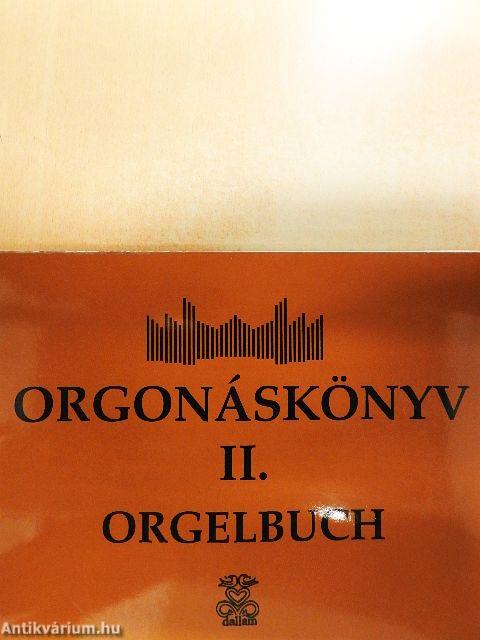 ORGONÁSKÖNYV
II.
ORGELBUCH
dallam
Antikvárium.hu